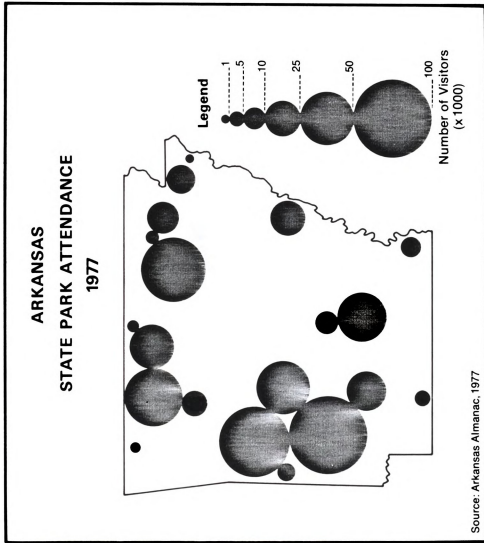 ARKANSAS
STATE PARK ATTENDANCE
1977
Legend
1
5
10
25
50
100
Number of Visitors
(x 1000)
Source: Arkansas Almanac, 1977